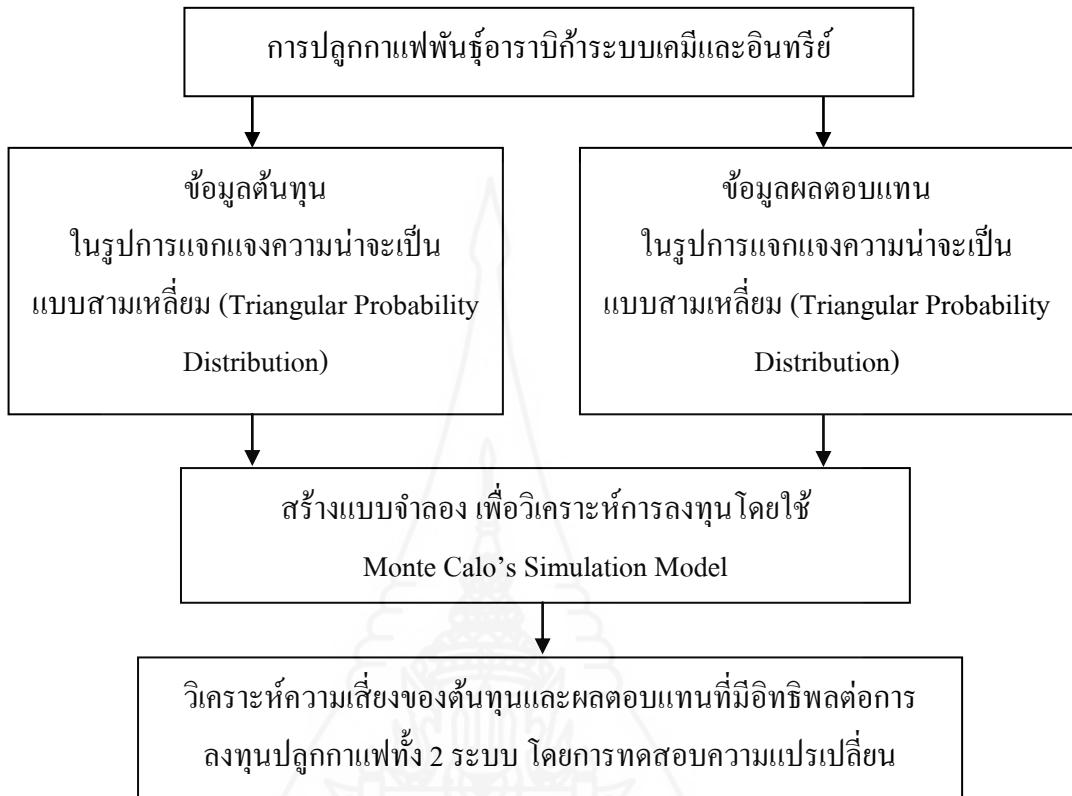 การปลูกกาแฟพันธุ์อาราบิก้าระบบเคมีและอินทรีย์
ข้อมูลต้นทุน
ในรูปการแจกแจงความน่าจะเป็น
แบบสามเหลี่ยม (Triangular Probability
Distribution)
ข้อมูลผลตอบแทน
ในรูปการแจกแจงความน่าจะเป็น
แบบสามเหลี่ยม (Triangular Probability
Distribution)
สร้างแบบจำลอง เพื่อวิเคราะห์การลงทุนโดยใช้
Monte Calo’s Simulation Model
วิเคราะห์ความเสี่ยงของต้นทุนและผลตอบแทนที่มีอิทธิพลต่อการ
ลงทุนปลูกกาแฟทั้ง 2 ระบบ โดยการทดสอบความแปรเปลี่ยน